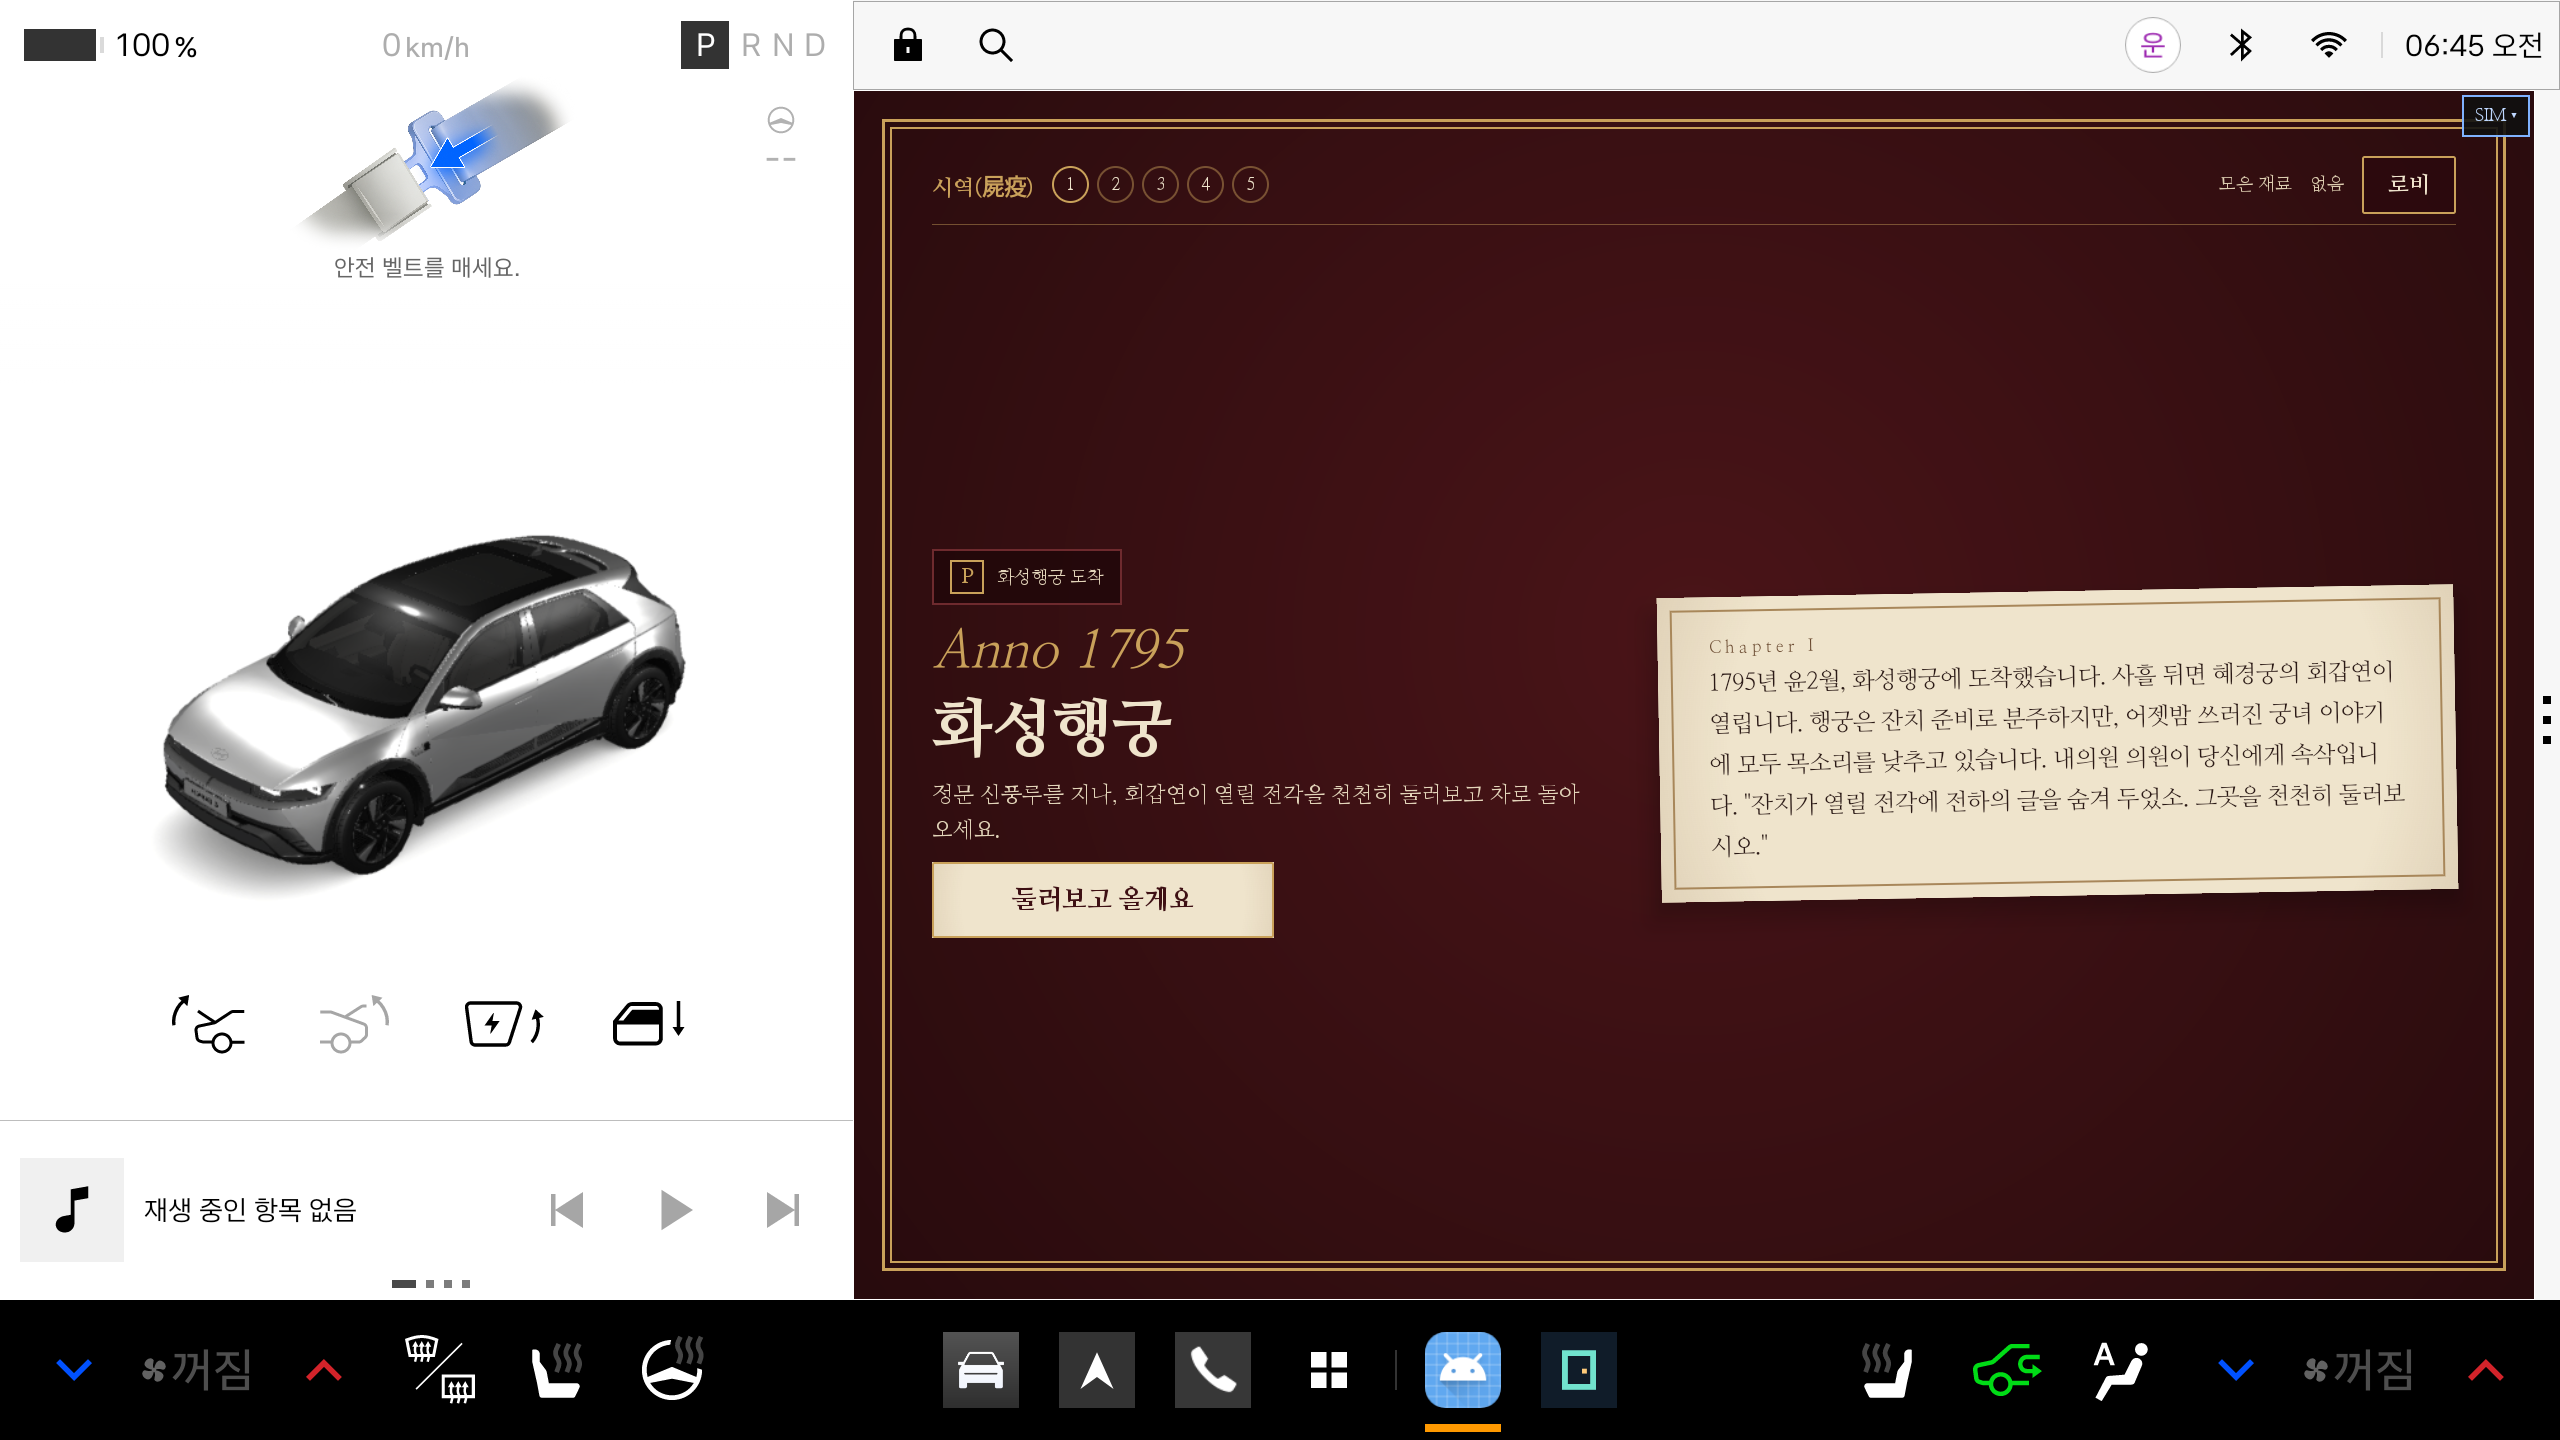 100%
0 km/h
P R N D
안전 벨트를 매세요.
재생 중인 항목 없음
운
06:45 오전
SIM
시역(屍疫)
1 2 3 4 5
모은 재료 없음
로비
P 화성행궁 도착
Anno 1795
화성행궁
정문 신풍루를 지나, 회갑연이 열릴 전각을 천천히 둘러보고 차로 돌아
오세요.
둘러보고 올게요
Chapter I
1795년 윤2월, 화성행궁에 도착했습니다. 사흘 뒤면 혜경궁의 회갑연이
열립니다. 행궁은 잔치 준비로 분주하지만, 어젯밤 쓰러진 궁녀 이야기
에 모두 목소리를 낮추고 있습니다. 내의원 의원이 당신에게 속삭입니
다. "잔치가 열릴 전각에 전하의 글을 숨겨 두었소. 그곳을 천천히 둘러보
시오."
꺼짐
A
꺼짐